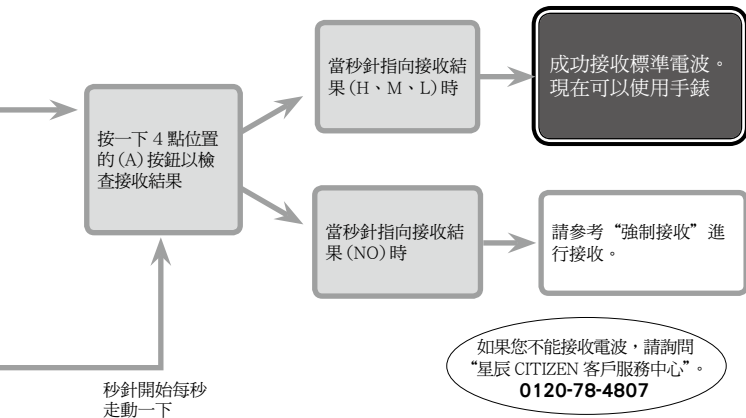 按一下 4 點位置
的(A)按鈕以檢
查接收結果
當秒針指向接收結
果(H、M、L)時
成功接收標準電波。
現在可以使用手錶
當秒針指向接收結
果(NO)時
請參考“強制接收”進
行接收。
秒針開始每秒
走動一下
如果您不能接收電波，請詢問
“星辰 CITIZEN 客戶服務中心”。
0120-78-4807